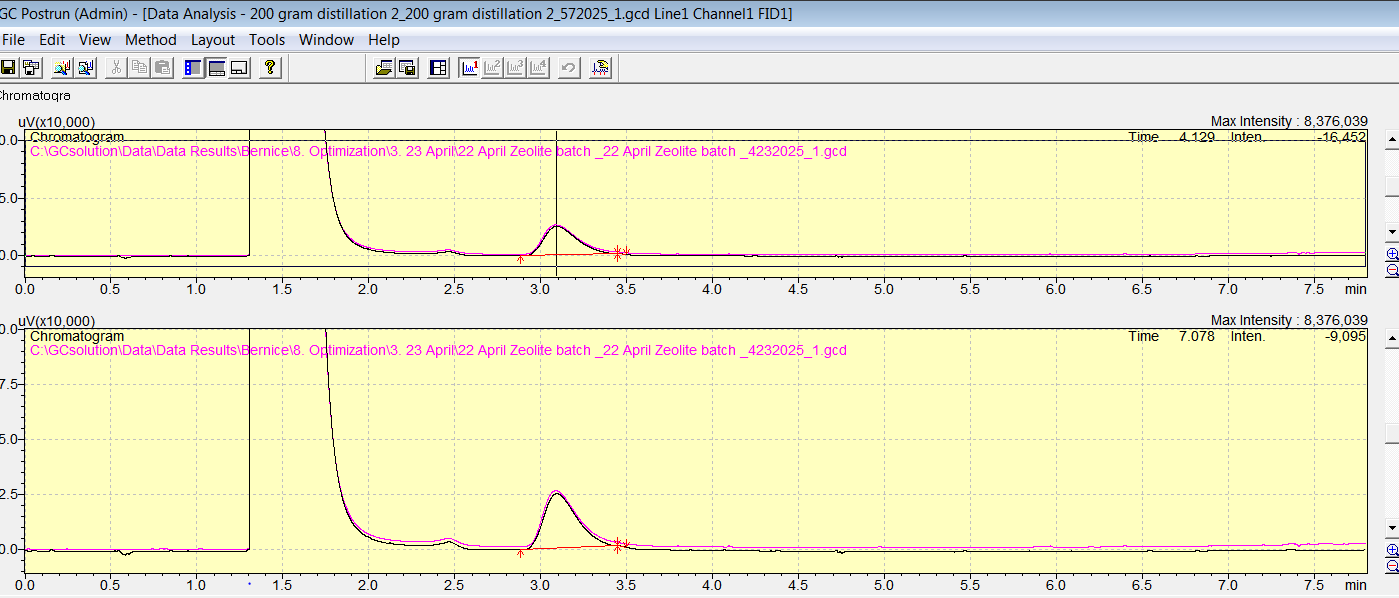 GC Postrun (Admin) - [Data Analysis - 200 gram distillation 2_200 gram distillation 2_572025_1.gcd Line1 Channel1 FID1]
File Edit View Method Layout Tools Window Help
Chromatogra
uV(x10,000) Max Intensity : 8,376,039
Chromatogram Time 4.129 Inten. -16,452
C:\GCsolution\Data\Data Results\Bernice\8. Optimization\3. 23 April\22 April Zeolite batch _22 April Zeolite batch _4232025_1.gcd
0.0
5.0
0.0
0.0 0.5 1.0 1.5 2.0 2.5 3.0 3.5 4.0 4.5 5.0 5.5 6.0 6.5 7.0 7.5 min
uV(x10,000) Max Intensity : 8,376,039
Chromatogram Time 7.078 Inten. -9,095
C:\GCsolution\Data\Data Results\Bernice\8. Optimization\3. 23 April\22 April Zeolite batch _22 April Zeolite batch _4232025_1.gcd
0.0
7.5
5.0
2.5
0.0
0.0 0.5 1.0 1.5 2.0 2.5 3.0 3.5 4.0 4.5 5.0 5.5 6.0 6.5 7.0 7.5 min